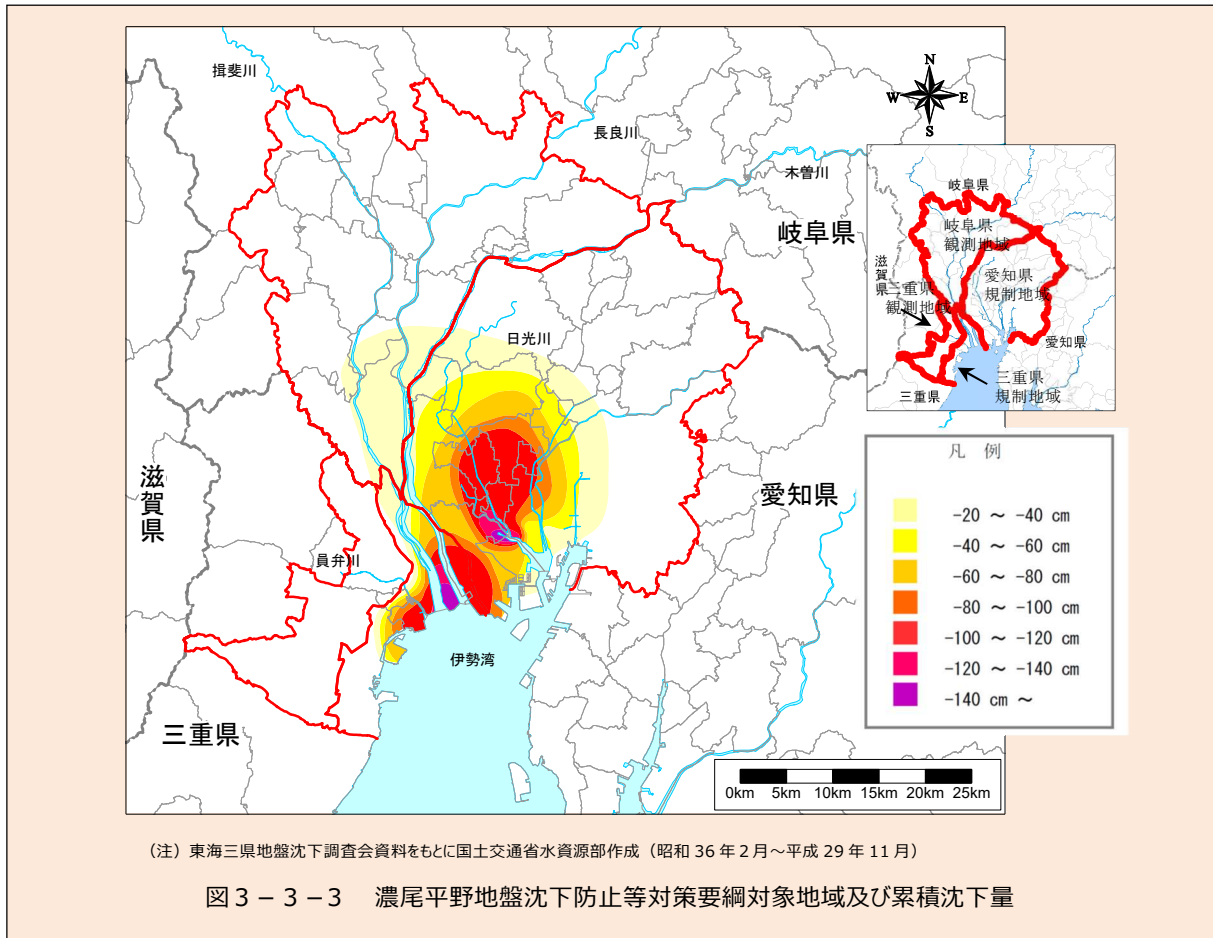 揖斐川
長良川
木曽川
N
W E
S
岐阜県
日光川
滋賀県
員弁川
愛知県
伊勢湾
三重県
岐阜県
岐阜県
観測地域
滋賀県
三重県
観測地域
愛知県
規制地域
愛知県
三重県
規制地域
三重県
凡 例
-20 ～ -40 cm
-40 ～ -60 cm
-60 ～ -80 cm
-80 ～ -100 cm
-100 ～ -120 cm
-120 ～ -140 cm
-140 cm ～
0km 5km 10km 15km 20km 25km
（注）東海三県地盤沈下調査会資料をもとに国土交通省水資源部作成（昭和 36 年 2 月～平成 29 年 11 月）
図３－３－３ 濃尾平野地盤沈下防止等対策要綱対象地域及び累積沈下量